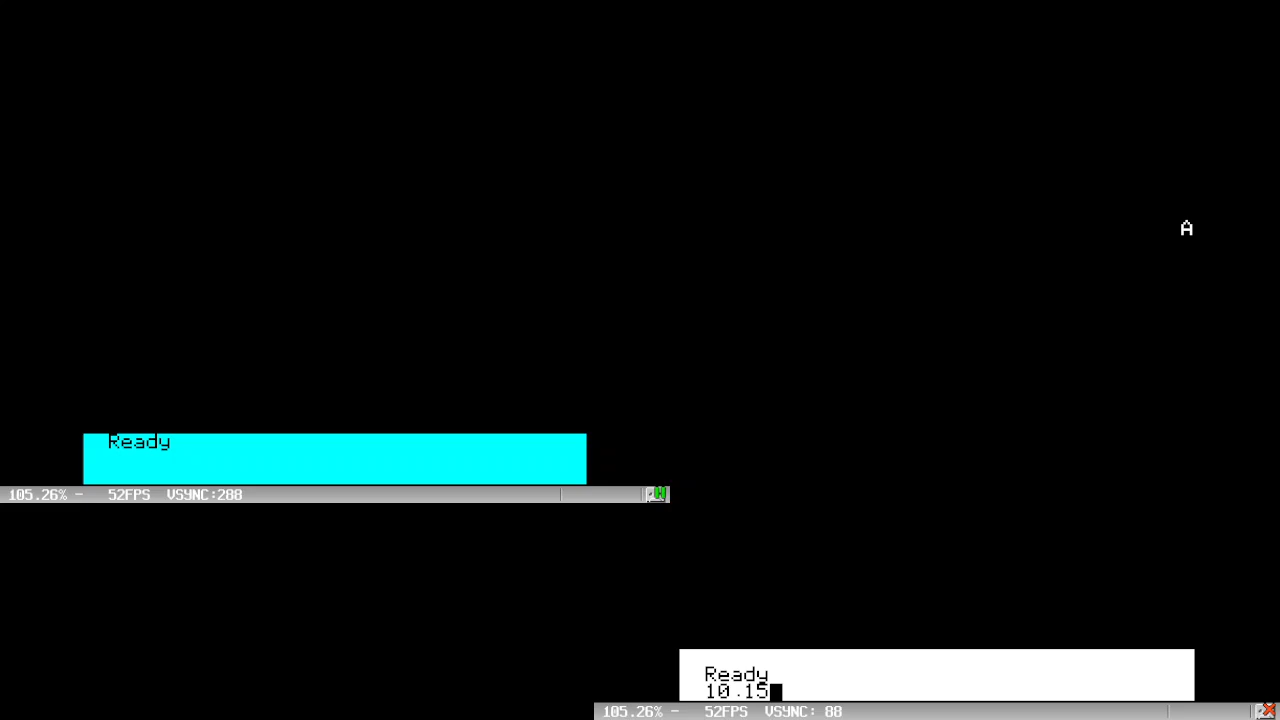 A
Ready
105.26% - 52FPS VSYNC:288
Ready
10.15
105.26% - 52FPS VSYNC: 88